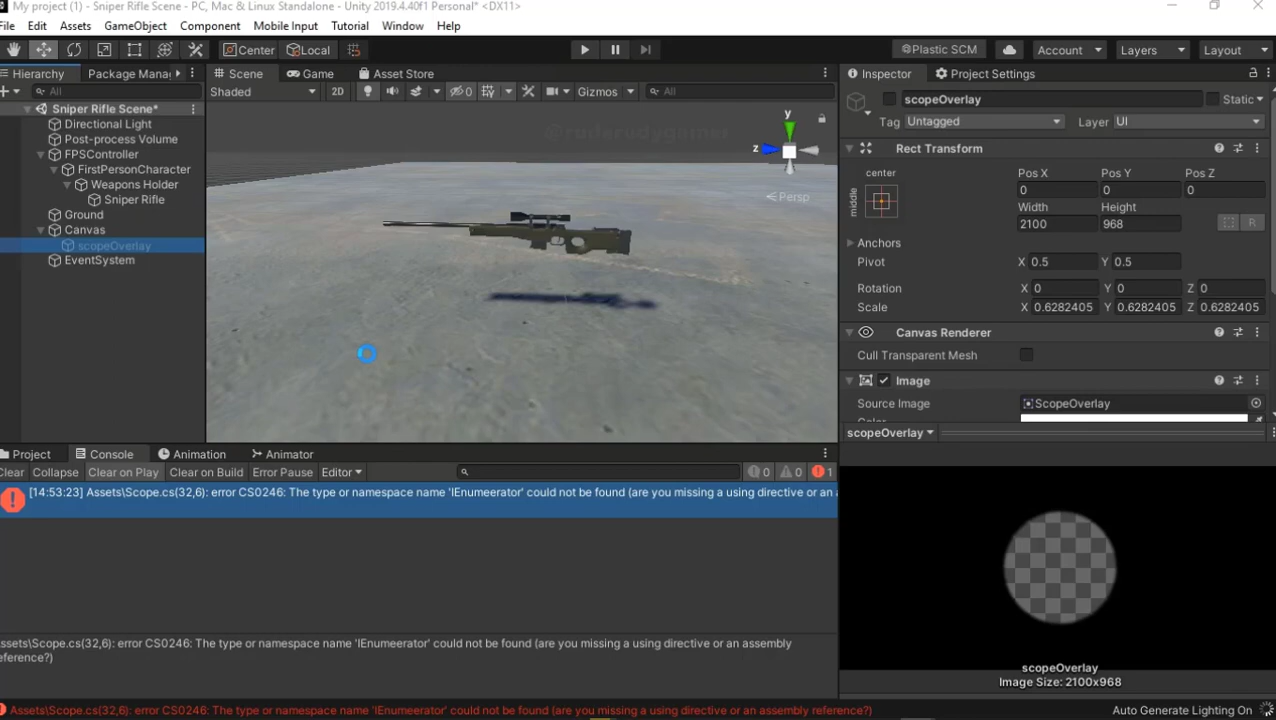 My project (1) - Sniper Rifle Scene - PC, Mac & Linux Standalone - Unity 2019.4.40f1 Personal* <DX11>
File Edit Assets GameObject Component Mobile Input Tutorial Window Help
Center Local Plastic SCM Account Layers Layout
Hierarchy Package Mana Scene Game Asset Store Inspector Project Settings
All Shaded 2D 0 Gizmos All
scopeOverlay Static
Tag Untagged Layer UI
Sniper Rifle Scene*
Directional Light
Post-process Volume
FPSController
FirstPersonCharacter
Weapons Holder
Sniper Rifle
Ground
Canvas
scopeOverlay
EventSystem
@ruderudygamer
y
z
Persp
Rect Transform
center
middle
Pos X Pos Y Pos Z
0 0 0
Width Height
2100 968
R
Anchors
Pivot X 0.5 Y 0.5
Rotation X 0 Y 0 Z 0
Scale X 0.6282405 Y 0.6282405 Z 0.6282405
Canvas Renderer
Cull Transparent Mesh
Image
Source Image ScopeOverlay
Color
scopeOverlay
Project Console Animation Animator
Clear Collapse Clear on Play Clear on Build Error Pause Editor 0 0 1
[14:53:23] Assets\Scope.cs(32,6): error CS0246: The type or namespace name 'IEnumeerator' could not be found (are you missing a using directive or an a
ssets\Scope.cs(32,6): error CS0246: The type or namespace name 'IEnumeerator' could not be found (are you missing a using directive or an assembly
eference?)
scopeOverlay
Image Size: 2100x968
Assets\Scope.cs(32,6): error CS0246: The type or namespace name 'IEnumeerator' could not be found (are you missing a using directive or an assembly reference?)
Auto Generate Lighting On